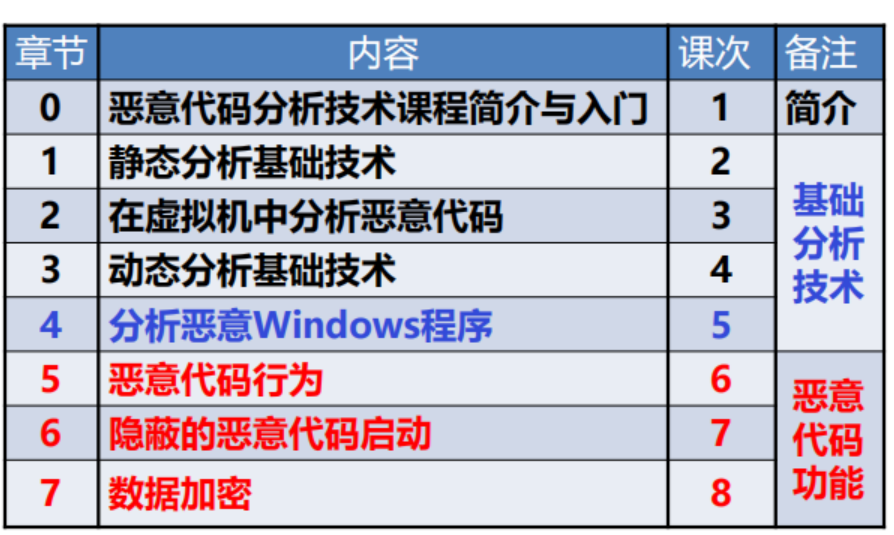 章节 内容 课次 备注
0 恶意代码分析技术课程简介与入门 1 简介
1 静态分析基础技术 2
2 在虚拟机中分析恶意代码 3
3 动态分析基础技术 4
4 分析恶意Windows程序 5
基础
分析
技术
5 恶意代码行为 6
6 隐蔽的恶意代码启动 7
7 数据加密 8
恶意
代码
功能